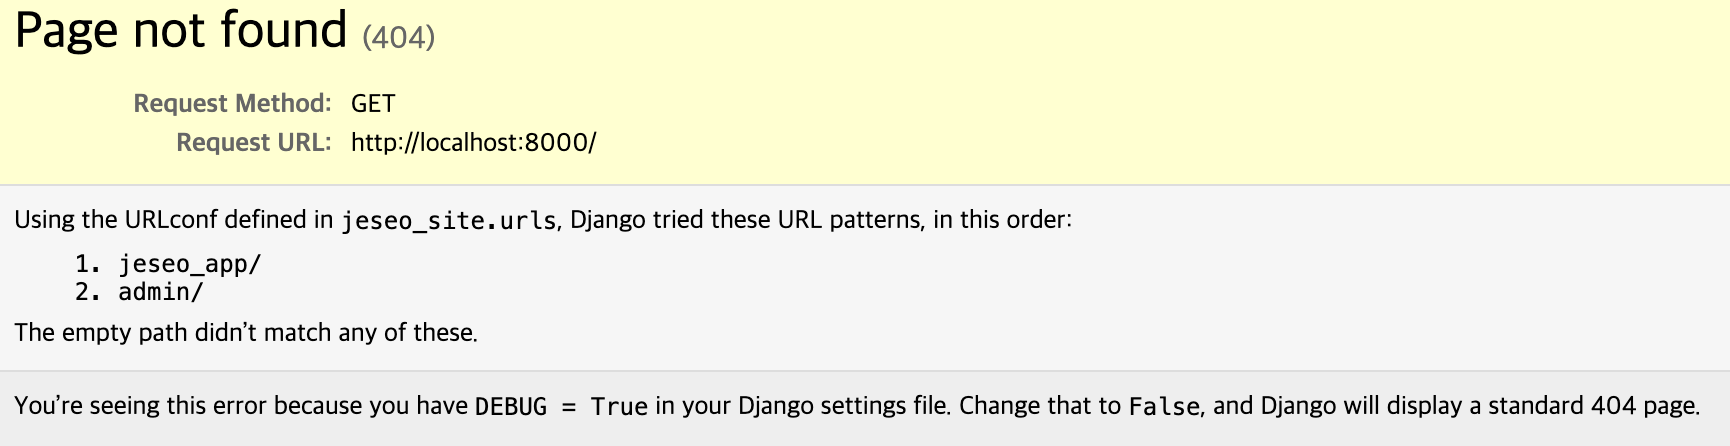 Page not found (404)
Request Method: GET
Request URL: http://localhost:8000/
Using the URLconf defined in jeseo_site.urls, Django tried these URL patterns, in this order:
1. jeseo_app/
2. admin/
The empty path didn’t match any of these.
You’re seeing this error because you have DEBUG = True in your Django settings file. Change that to False, and Django will display a standard 404 page.